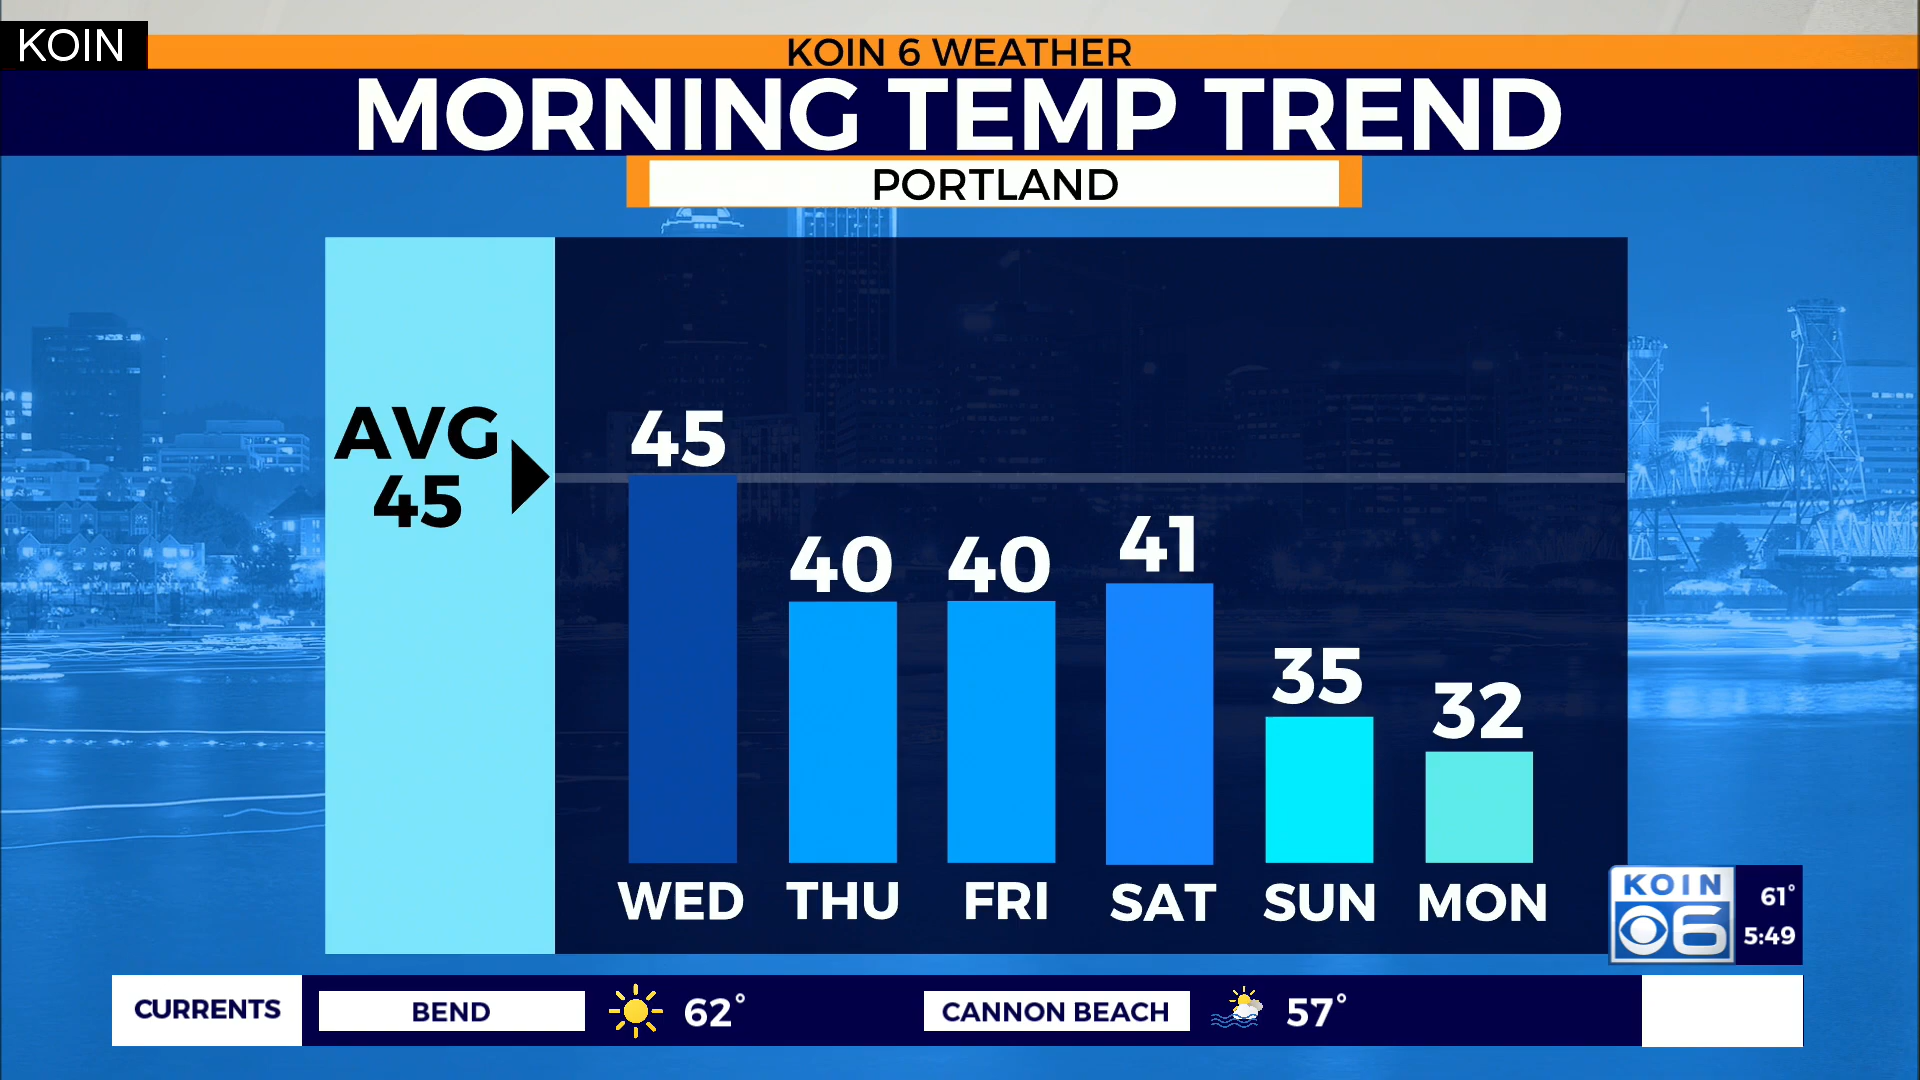 KOIN
KOIN 6 WEATHER
MORNING TEMP TREND
PORTLAND
AVG
45
45
40
40
41
35
32
WED THU FRI SAT SUN MON
KOIN
6
61°
5:49
CURRENTS BEND 62° CANNON BEACH 57°